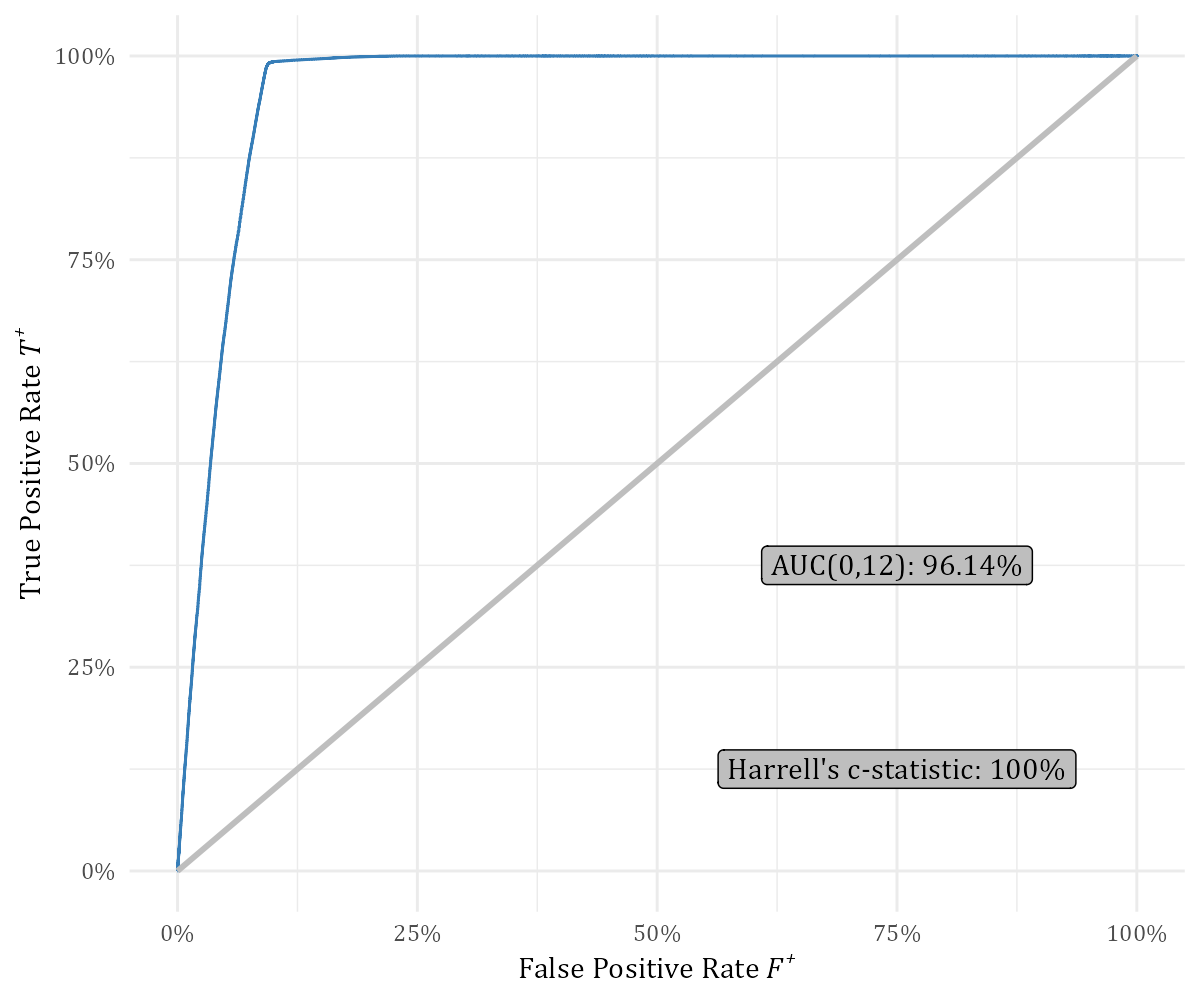 100%
75%
50%
25%
0%
True Positive Rate T⁺
AUC(0,12): 96.14%
Harrell's c-statistic: 100%
0%
25%
50%
75%
100%
False Positive Rate F⁺